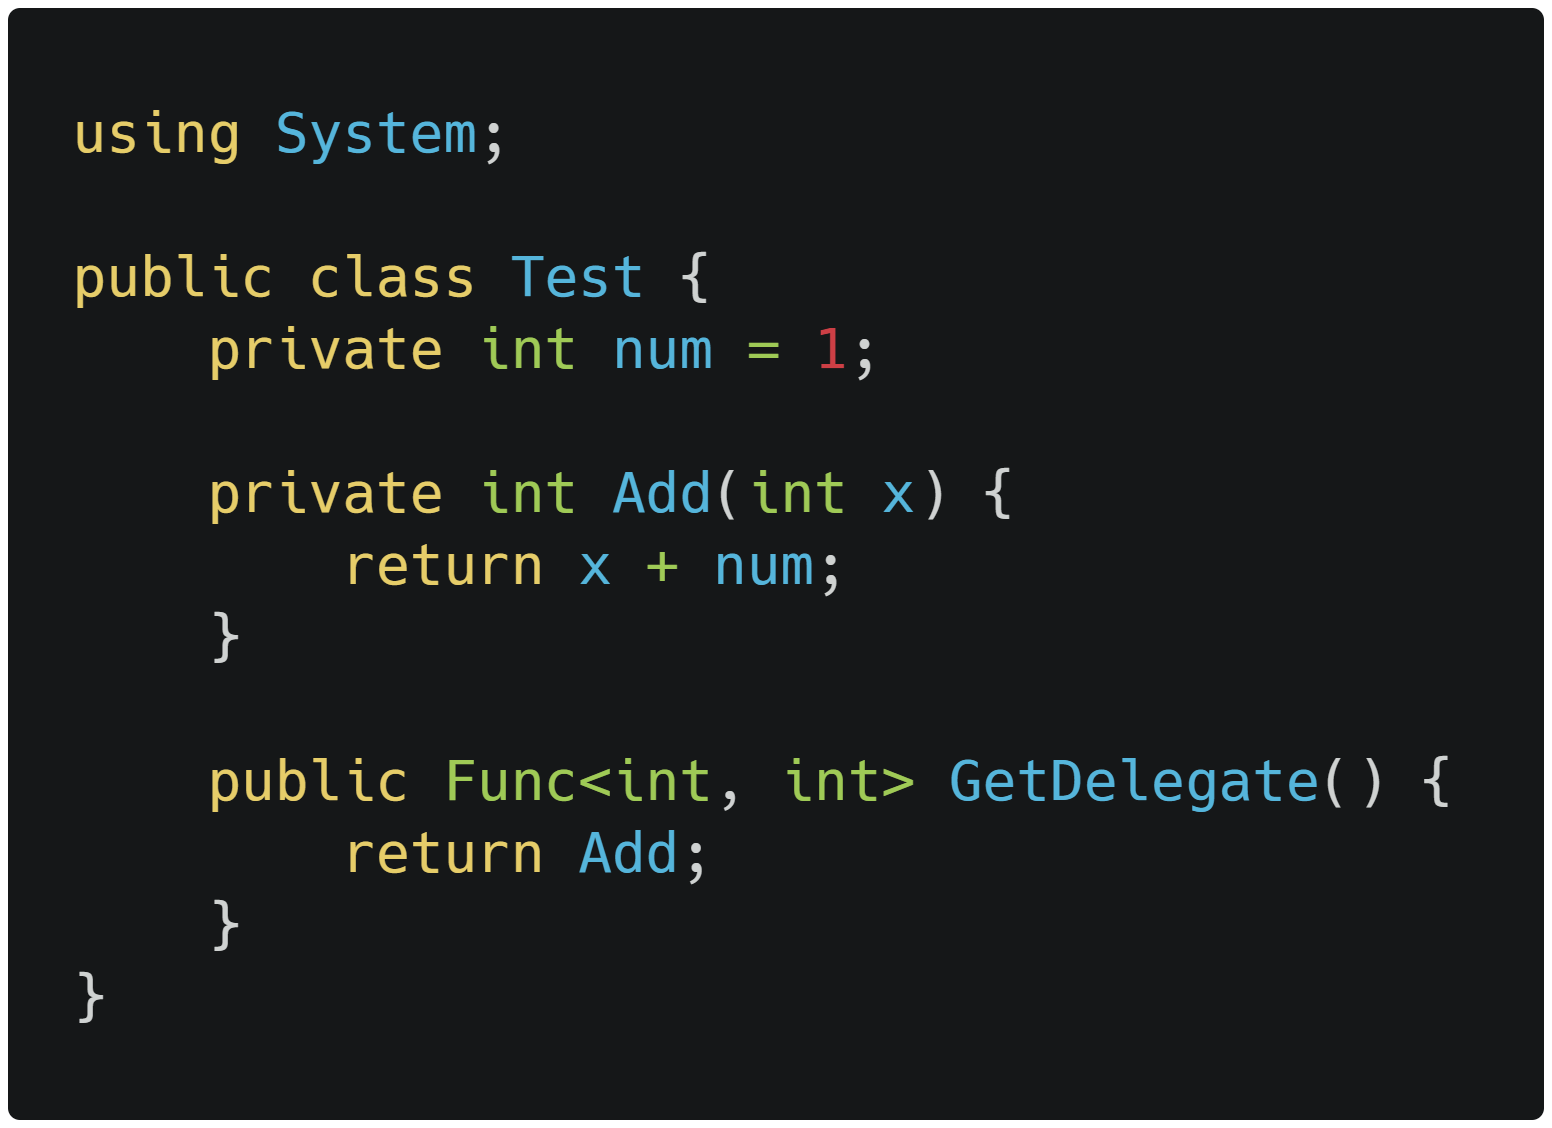 using System;

public class Test {
    private int num = 1;

    private int Add(int x) {
        return x + num;
    }

    public Func<int, int> GetDelegate() {
        return Add;
    }
}